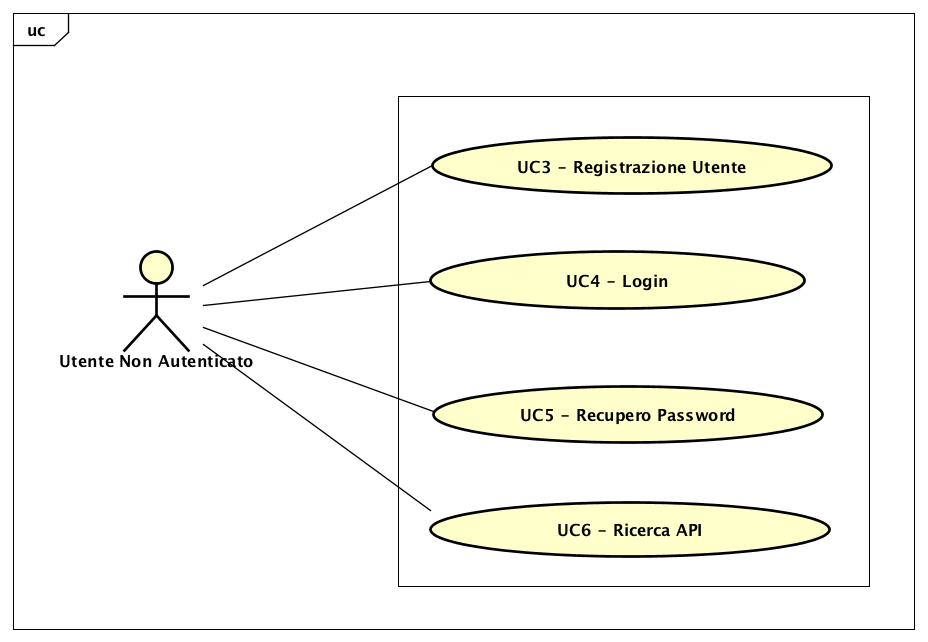 uc
UC3 - Registrazione Utente
UC4 - Login
Utente Non Autenticato
UC5 - Recupero Password
UC6 - Ricerca API